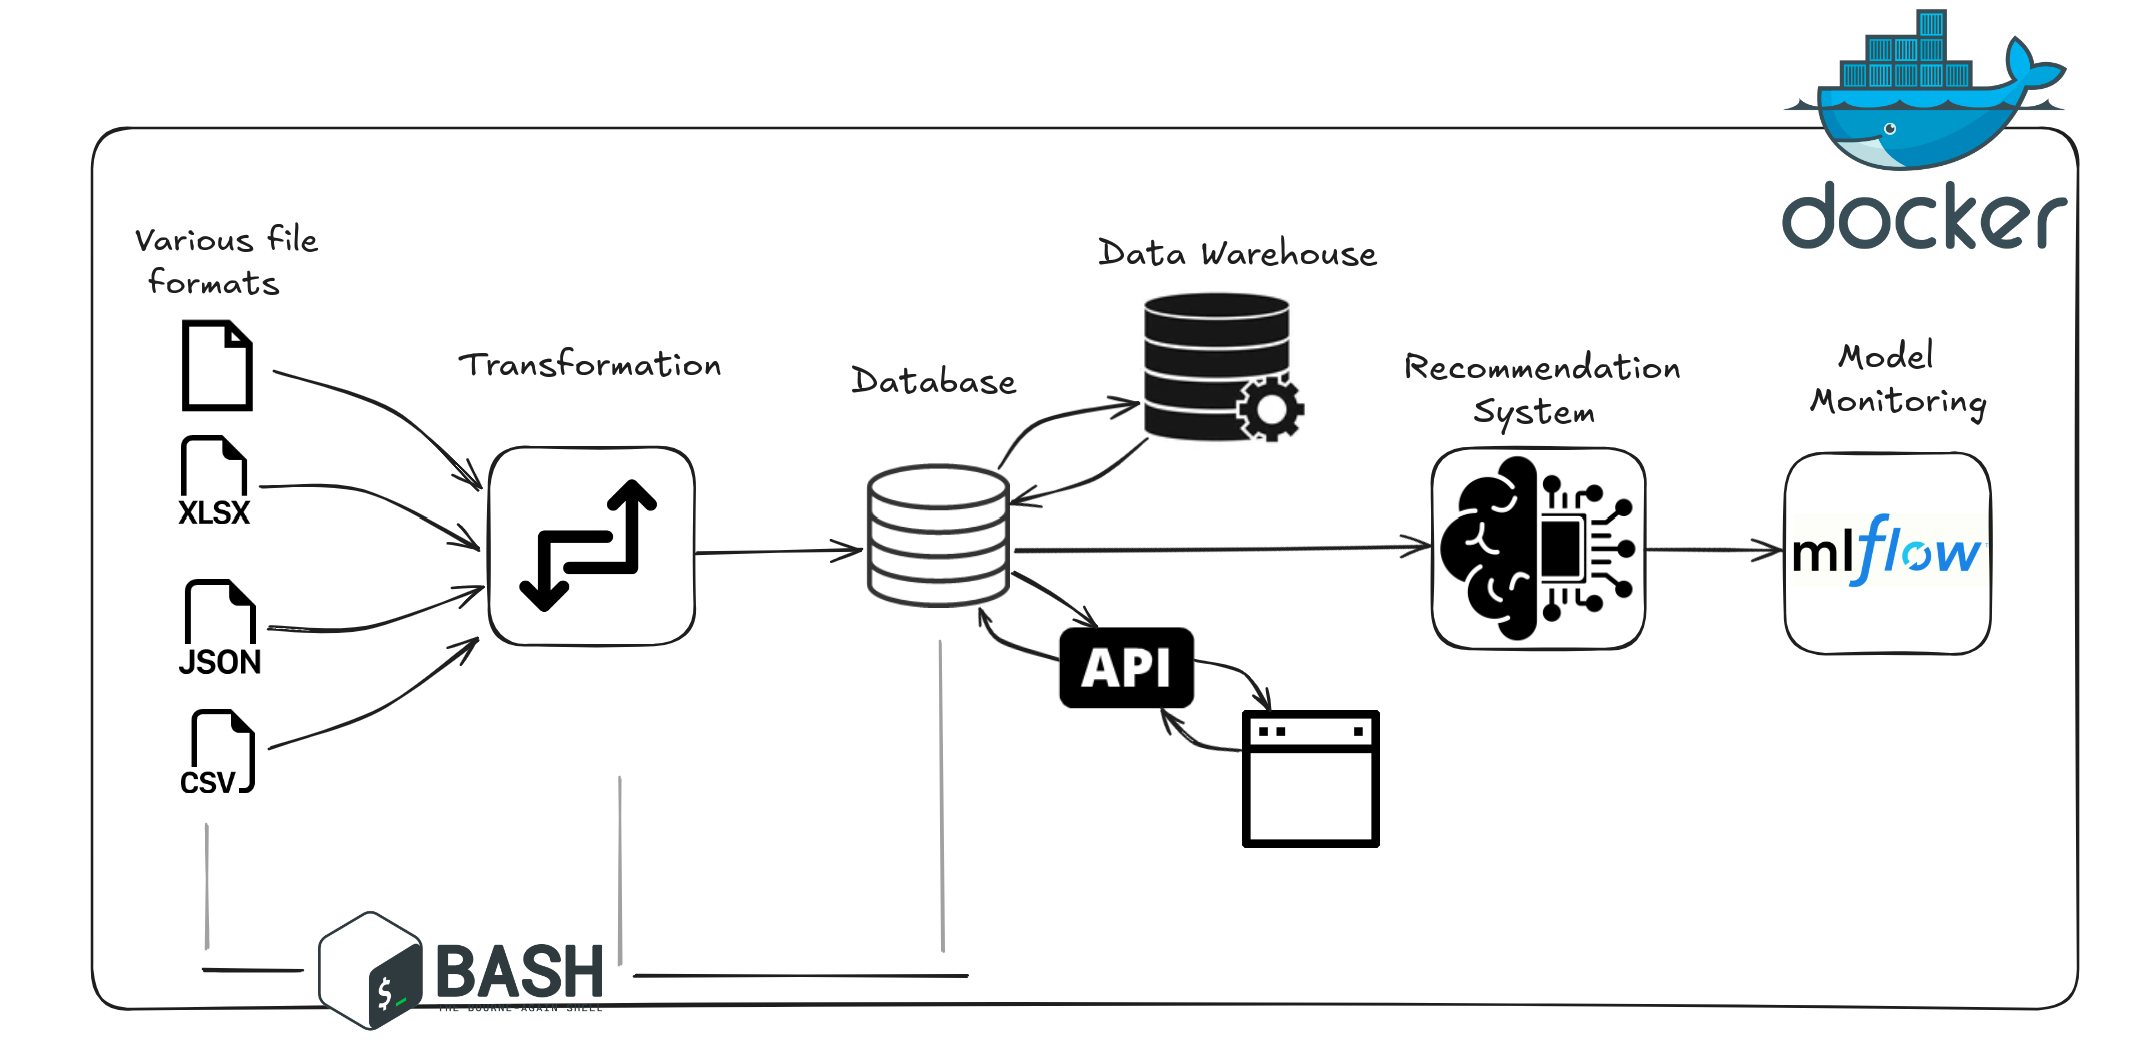 docker
Various file
formats
Data Warehouse
Transformation
Database
Recommendation
System
Model
Monitoring
XLSX
JSON
CSV
API
mlflow
$_
BASH
THE BOURNE-AGAIN SHELL